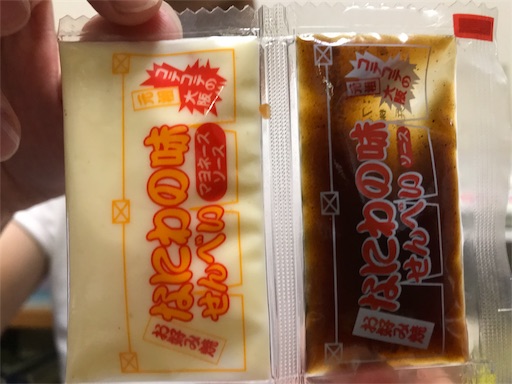 コテコテの
大阪
元祖
なにわの味
マヨネーズ
ソース
せんべい
お好み焼
コテコテの
大阪
元祖
なにわの味
ソース
せんべい
お好み焼